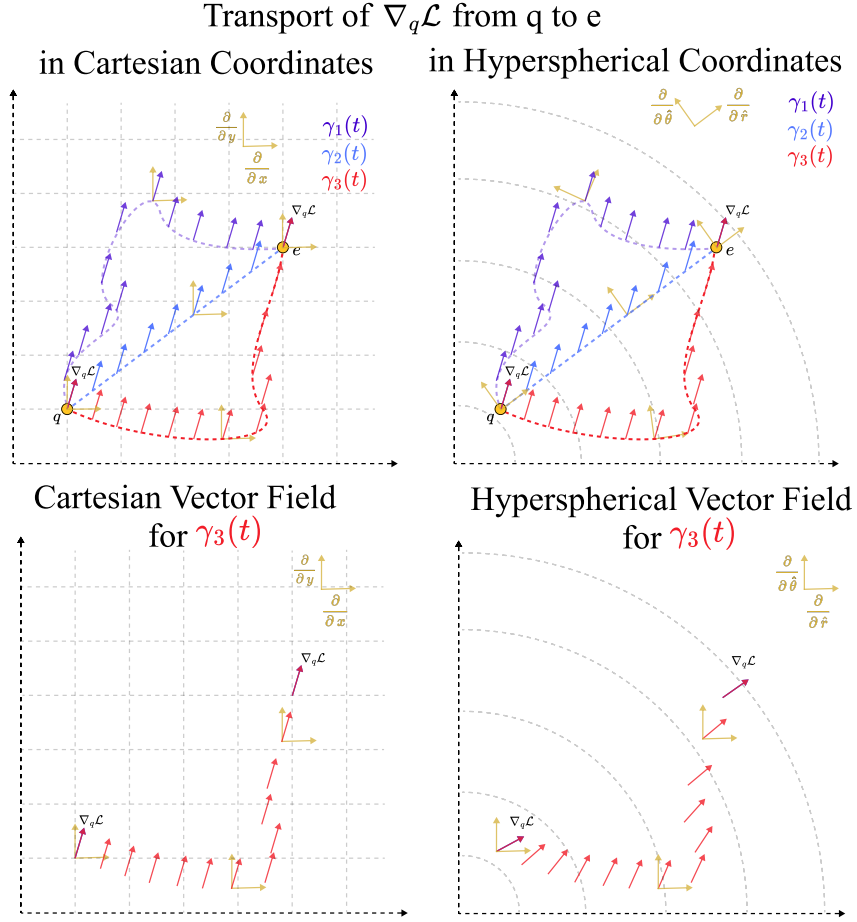 Transport of ∇_qℒ from q to e
in Cartesian Coordinates
in Hyperspherical Coordinates
∂/∂y
∂/∂x
γ₁(t)
γ₂(t)
γ₃(t)
∇_qℒ
e
∇_qℒ
q
∂/∂θ̂
∂/∂r̂
γ₁(t)
γ₂(t)
γ₃(t)
∇_qℒ
e
∇_qℒ
q
Cartesian Vector Field
for γ₃(t)
∂/∂y
∂/∂x
∇_qℒ
∇_qℒ
Hyperspherical Vector Field
for γ₃(t)
∂/∂θ̂
∂/∂r̂
∇_qℒ
∇_qℒ